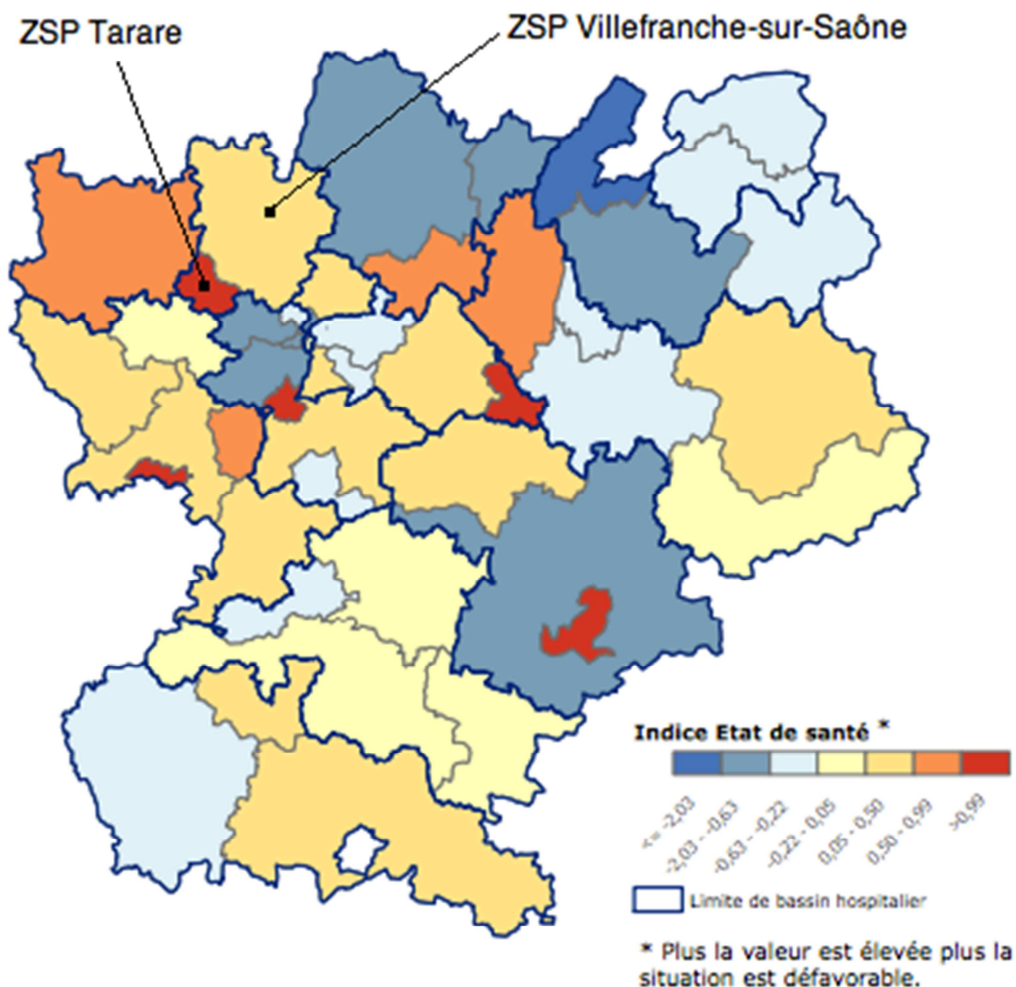 ZSP Tarare
ZSP Villefranche-sur-Saône
Indice Etat de santé *
<= -2,03
-2,03 - -0,63
-0,63 - -0,22
-0,22 - 0,05
0,05 - 0,50
0,50 - 0,99
>0,99
Limite de bassin hospitalier
* Plus la valeur est élevée plus la
situation est défavorable.